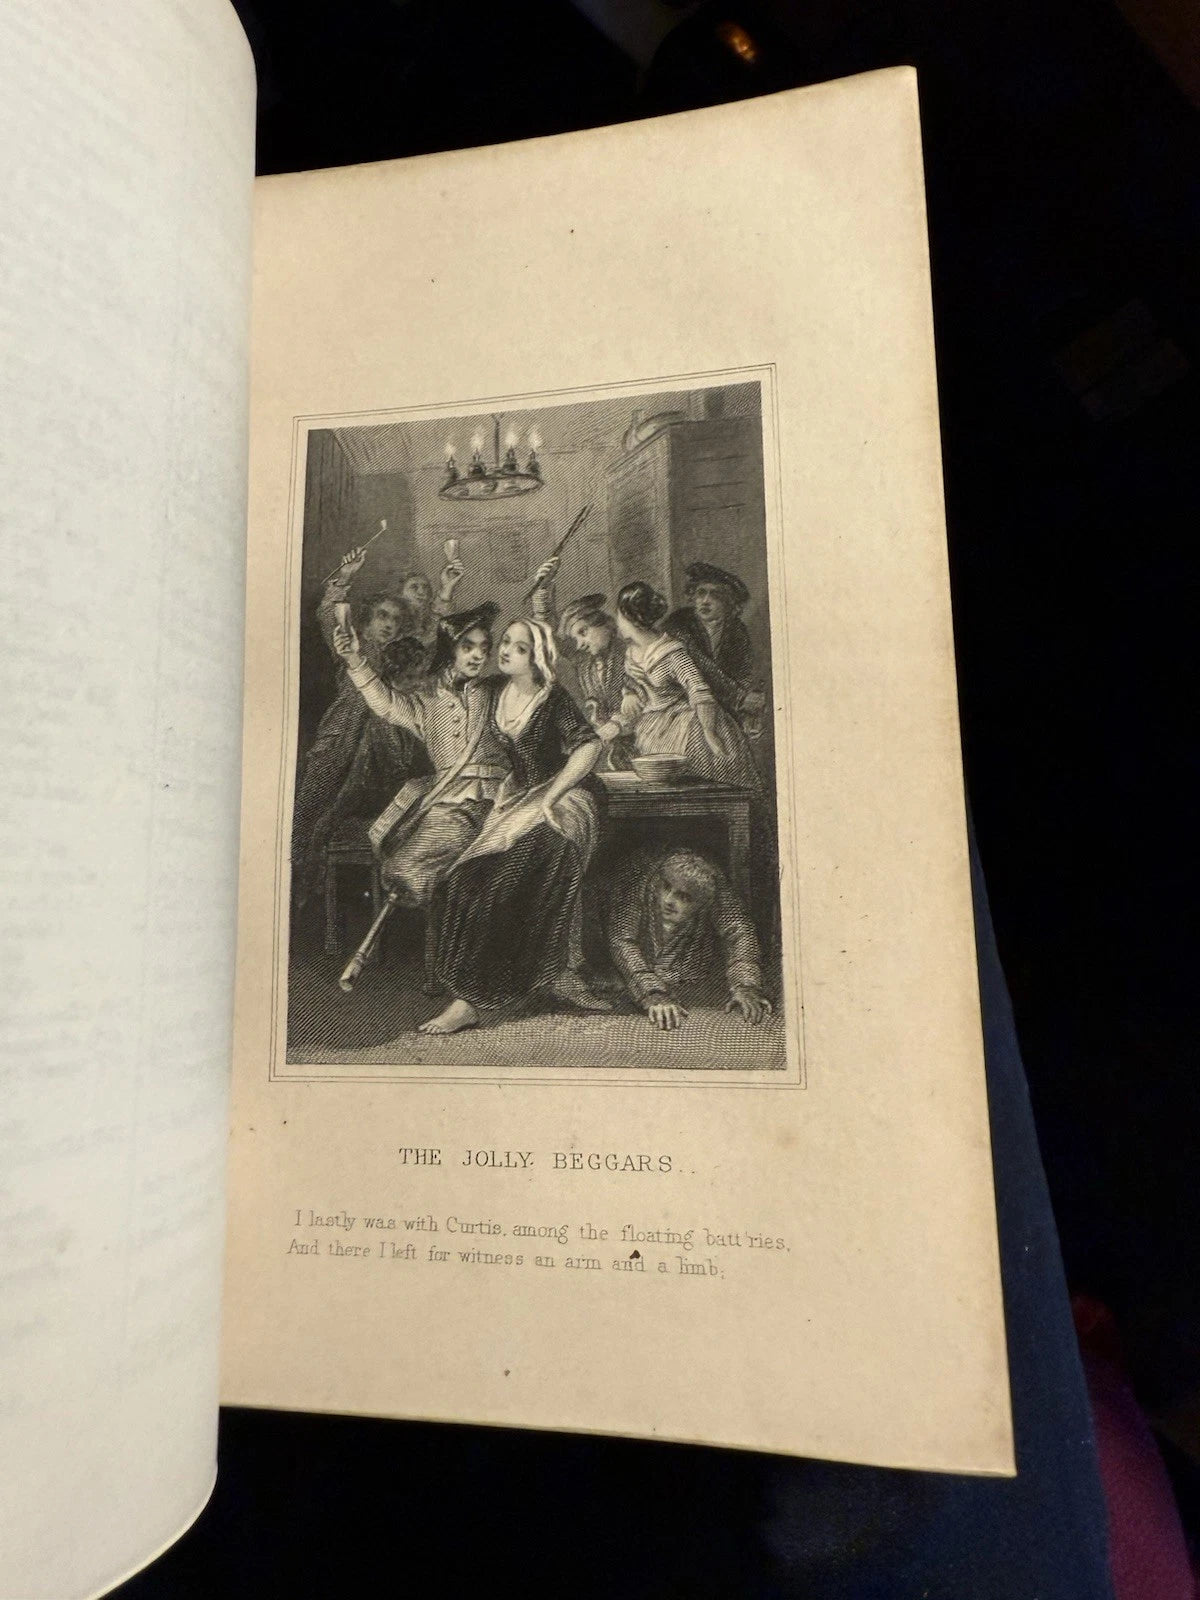 THE JOLLY BEGGARS..
I lastly was with Curtis, among the floating batt'ries,
And there I left for witness an arm and a limb;